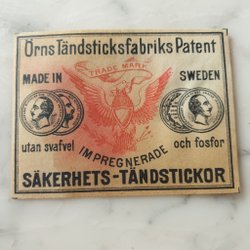 Örns Tändsticksfabriks Patent
TRADE MARK
MADE IN SWEDEN
utan svafvel och fosfor
IMPREGNERADE
SÄKERHETS-TÄNDSTICKOR